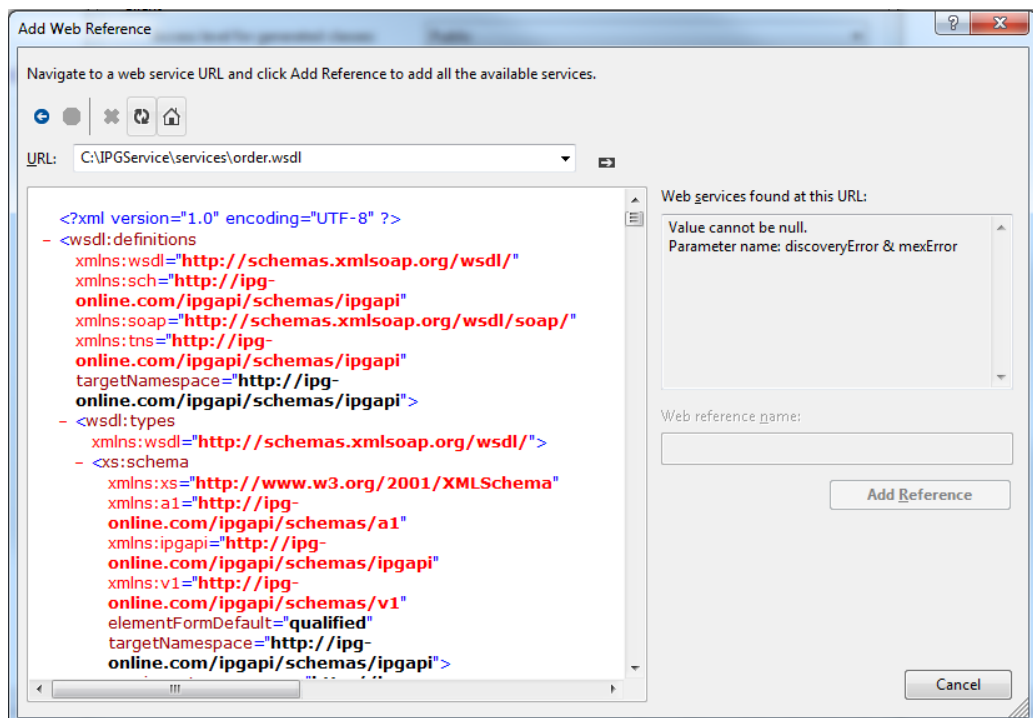 Add Web Reference
Navigate to a web service URL and click Add Reference to add all the available services.
URL:
C:\IPGService\services\order.wsdl
<?xml version="1.0" encoding="UTF-8" ?>
- <wsdl:definitions
xmlns:wsdl="http://schemas.xmlsoap.org/wsdl/"
xmlns:sch="http://ipg-
online.com/ipgapi/schemas/ipgapi"
xmlns:soap="http://schemas.xmlsoap.org/wsdl/soap/"
xmlns:tns="http://ipg-
online.com/ipgapi/schemas/ipgapi"
targetNamespace="http://ipg-
online.com/ipgapi/schemas/ipgapi">
- <wsdl:types
xmlns:wsdl="http://schemas.xmlsoap.org/wsdl/">
- <xs:schema
xmlns:xs="http://www.w3.org/2001/XMLSchema"
xmlns:a1="http://ipg-
online.com/ipgapi/schemas/a1"
xmlns:ipgapi="http://ipg-
online.com/ipgapi/schemas/ipgapi"
xmlns:v1="http://ipg-
online.com/ipgapi/schemas/v1"
elementFormDefault="qualified"
targetNamespace="http://ipg-
online.com/ipgapi/schemas/ipgapi">
Web services found at this URL:
Value cannot be null.
Parameter name: discoveryError & mexError
Web reference name:
Add Reference
Cancel